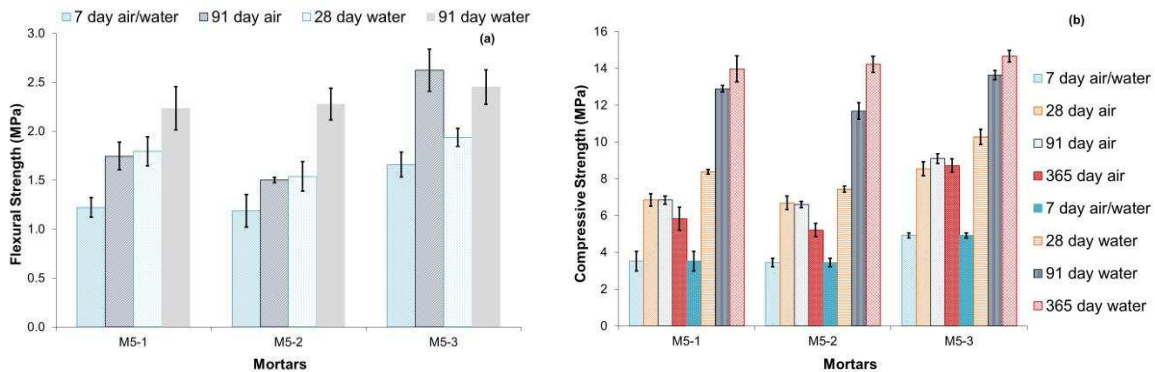 7 day air/water 91 day air 28 day water 91 day water
(a)
3.0
2.5
2.0
1.5
1.0
0.5
0.0
Flexural Strength (MPa)
M5-1 M5-2 M5-3
Mortars
(b)
16
14
12
10
8
6
4
2
0
Compressive Strength (MPa)
M5-1 M5-2 M5-3
Mortars
7 day air/water
28 day air
91 day air
365 day air
7 day air/water
28 day water
91 day water
365 day water